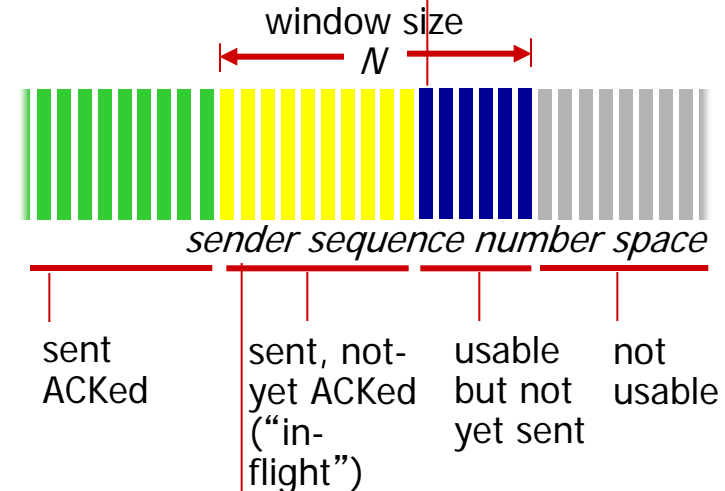 window size
N
sender sequence number space
sent
ACKed
sent, not-
yet ACKed
(“in-
flight”)
usable
but not
yet sent
not
usable